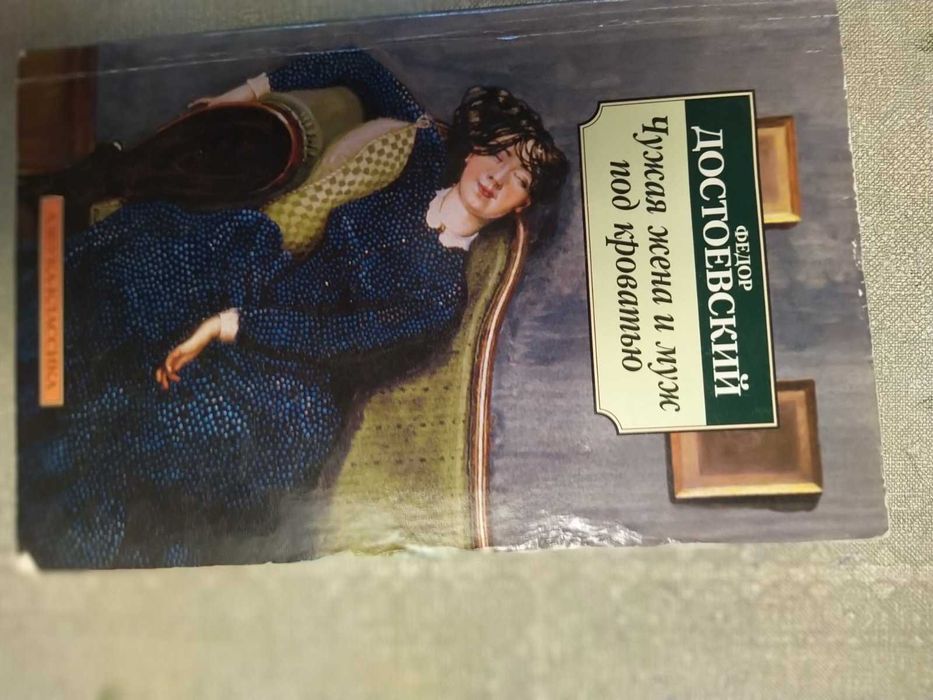 ФЕДОР
ДОСТОЕВСКИЙ
Чужая жена и муж
под кроватью
АЗБУКА-КЛАССИКА